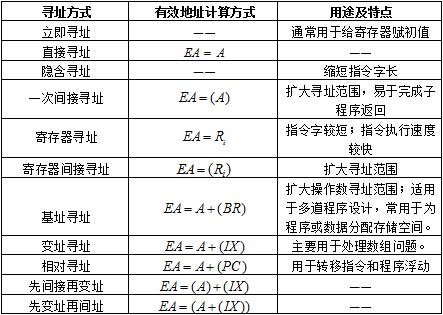 寻址方式 有效地址计算方式 用途及特点
立即寻址 —— 通常用于给寄存器赋初值
直接寻址 EA = A ——
隐含寻址 —— 缩短指令字长
一次间接寻址 EA = (A) 扩大寻址范围，易于完成子
程序返回
寄存器寻址 EA = Ri 指令字较短；指令执行速度
较快
寄存器间接寻址 EA = (Ri) 扩大寻址范围
基址寻址 EA = A + (BR) 扩大操作数寻址范围；适用
于多道程序设计，常用于为
程序或数据分配存储空间。
变址寻址 EA = A + (IX) 主要用于处理数组问题。
相对寻址 EA = A + (PC) 用于转移指令和程序浮动
先间接再变址 EA = (A) + (IX) ——
先变址再间址 EA = (A + (IX)) ——